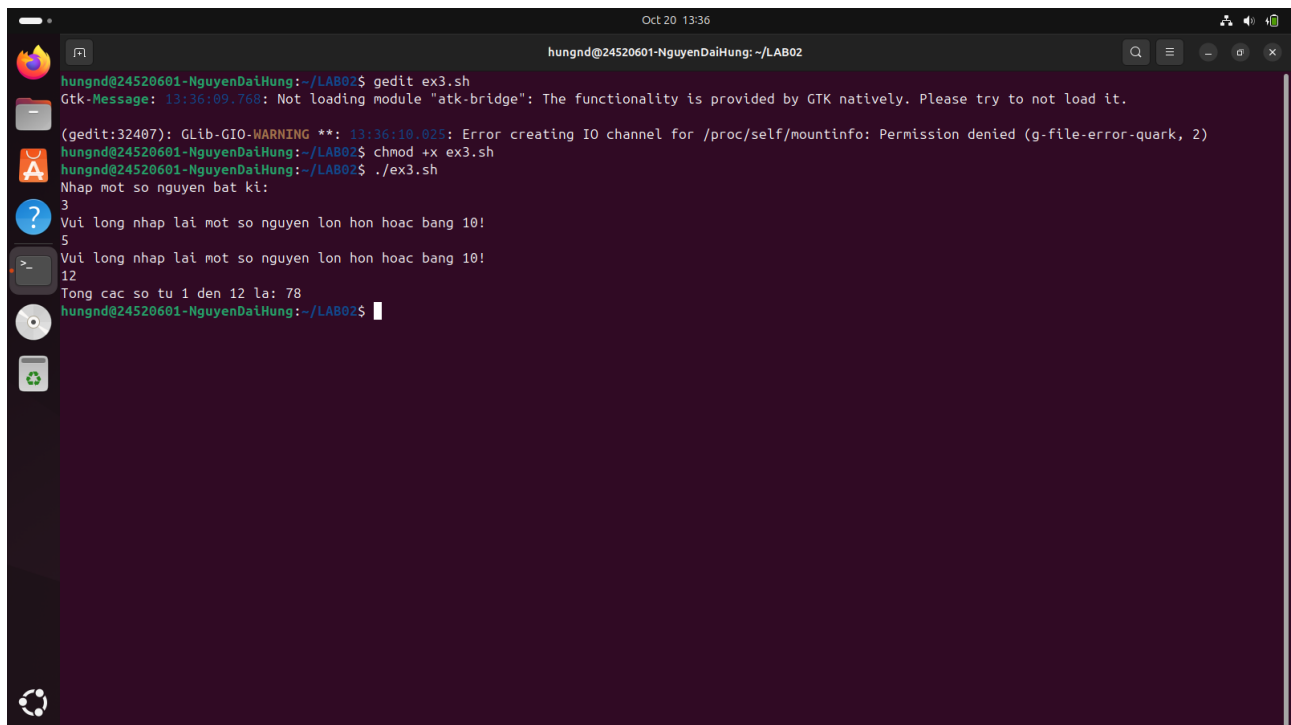 Oct 20 13:36
hungnd@24520601-NguyenDaiHung: ~/LAB02
hungnd@24520601-NguyenDaiHung:~/LAB02$ gedit ex3.sh
Gtk-Message: 13:36:09.768: Not loading module "atk-bridge": The functionality is provided by GTK natively. Please try to not load it.
(gedit:32407): GLib-GIO-WARNING **: 13:36:10.025: Error creating IO channel for /proc/self/mountinfo: Permission denied (g-file-error-quark, 2)
hungnd@24520601-NguyenDaiHung:~/LAB02$ chmod +x ex3.sh
hungnd@24520601-NguyenDaiHung:~/LAB02$ ./ex3.sh
Nhap mot so nguyen bat ki:
3
Vui long nhap lai mot so nguyen lon hon hoac bang 10!
5
Vui long nhap lai mot so nguyen lon hon hoac bang 10!
12
Tong cac so tu 1 den 12 la: 78
hungnd@24520601-NguyenDaiHung:~/LAB02$